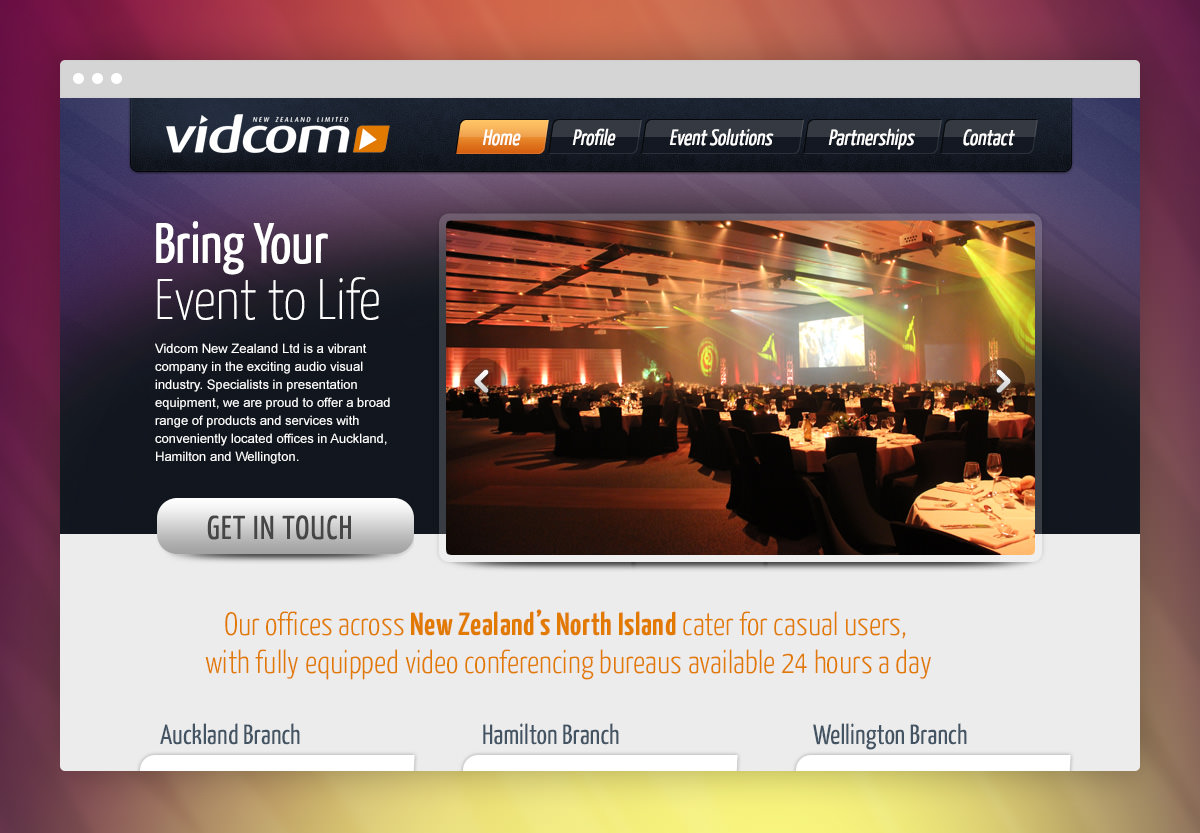 NEW ZEALAND LIMITED
vidcom
Home
Profile
Event Solutions
Partnerships
Contact
Bring Your
Event to Life
Vidcom New Zealand Ltd is a vibrant
company in the exciting audio visual
industry. Specialists in presentation
equipment, we are proud to offer a broad
range of products and services with
conveniently located offices in Auckland,
Hamilton and Wellington.
GET IN TOUCH
Our offices across New Zealand’s North Island cater for casual users,
with fully equipped video conferencing bureaus available 24 hours a day
Auckland Branch
Hamilton Branch
Wellington Branch